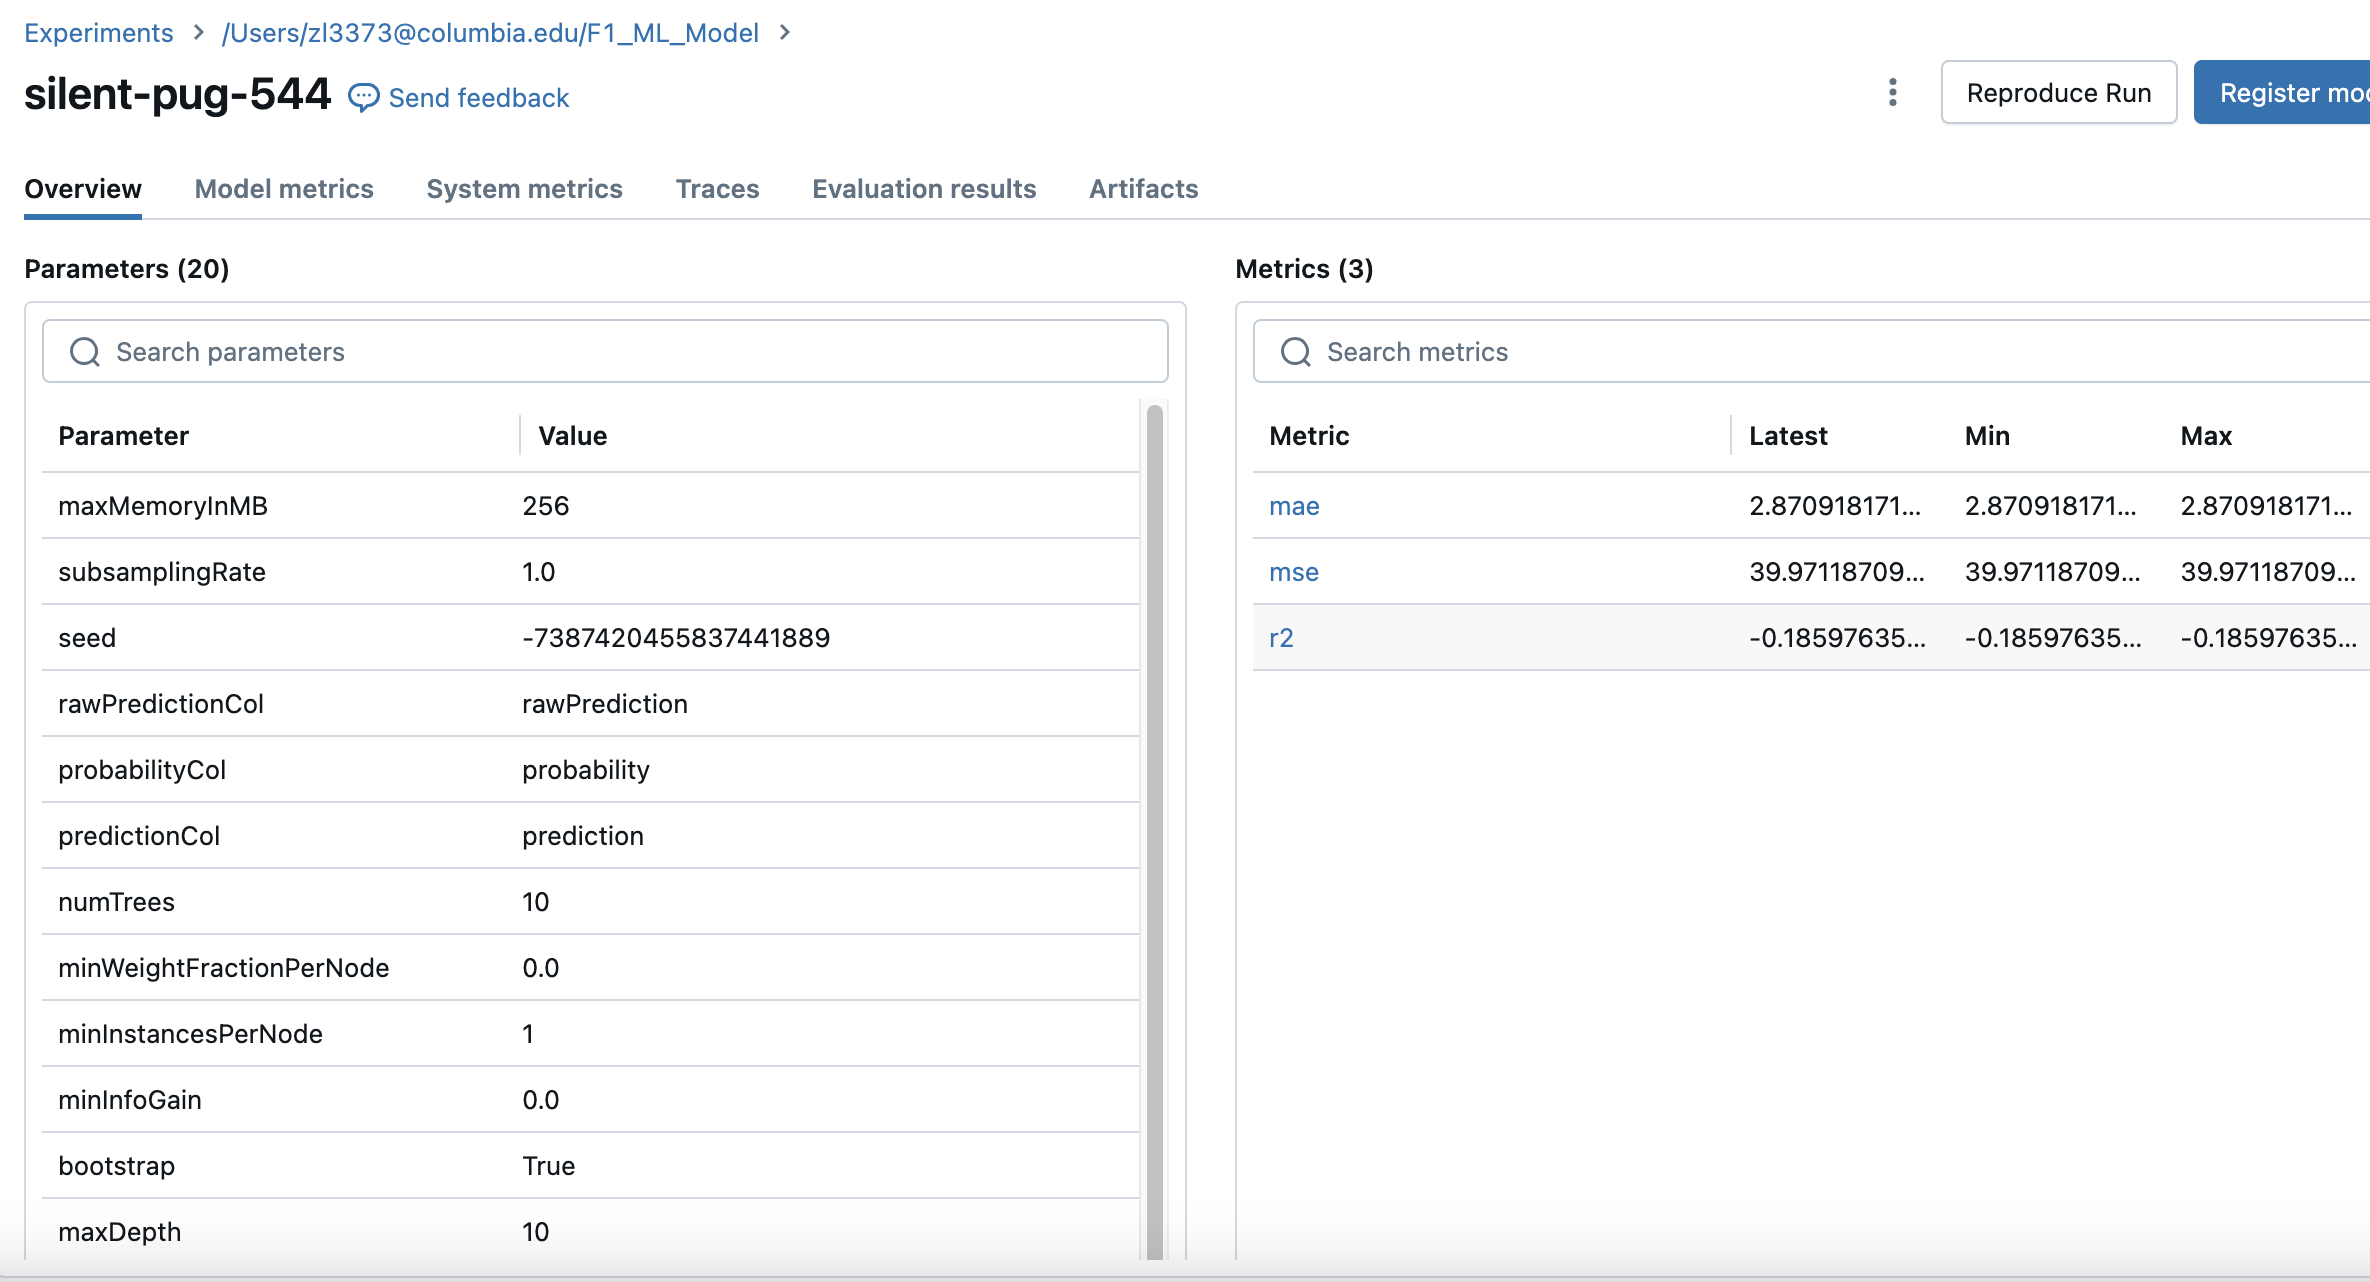 Experiments > /Users/zl3373@columbia.edu/F1_ML_Model >
silent-pug-544 Send feedback
Reproduce Run
Register mod
Overview Model metrics System metrics Traces Evaluation results Artifacts
Parameters (20)
Search parameters
Parameter Value
maxMemoryInMB 256
subsamplingRate 1.0
seed -7387420455837441889
rawPredictionCol rawPrediction
probabilityCol probability
predictionCol prediction
numTrees 10
minWeightFractionPerNode 0.0
minInstancesPerNode 1
minInfoGain 0.0
bootstrap True
maxDepth 10
Metrics (3)
Search metrics
Metric Latest Min Max
mae 2.870918171... 2.870918171... 2.870918171...
mse 39.97118709... 39.97118709... 39.97118709...
r2 -0.18597635... -0.18597635... -0.18597635...